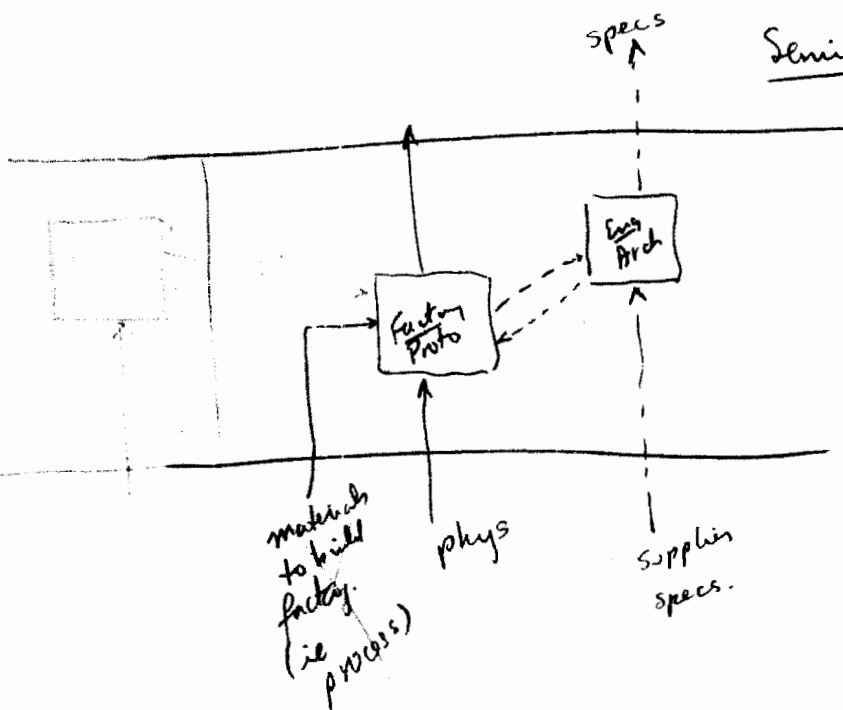 specs
Semi
Eng
Arch
Factory
Proto
materials
to build
factory.
(ie
process)
phys
supplier
specs.